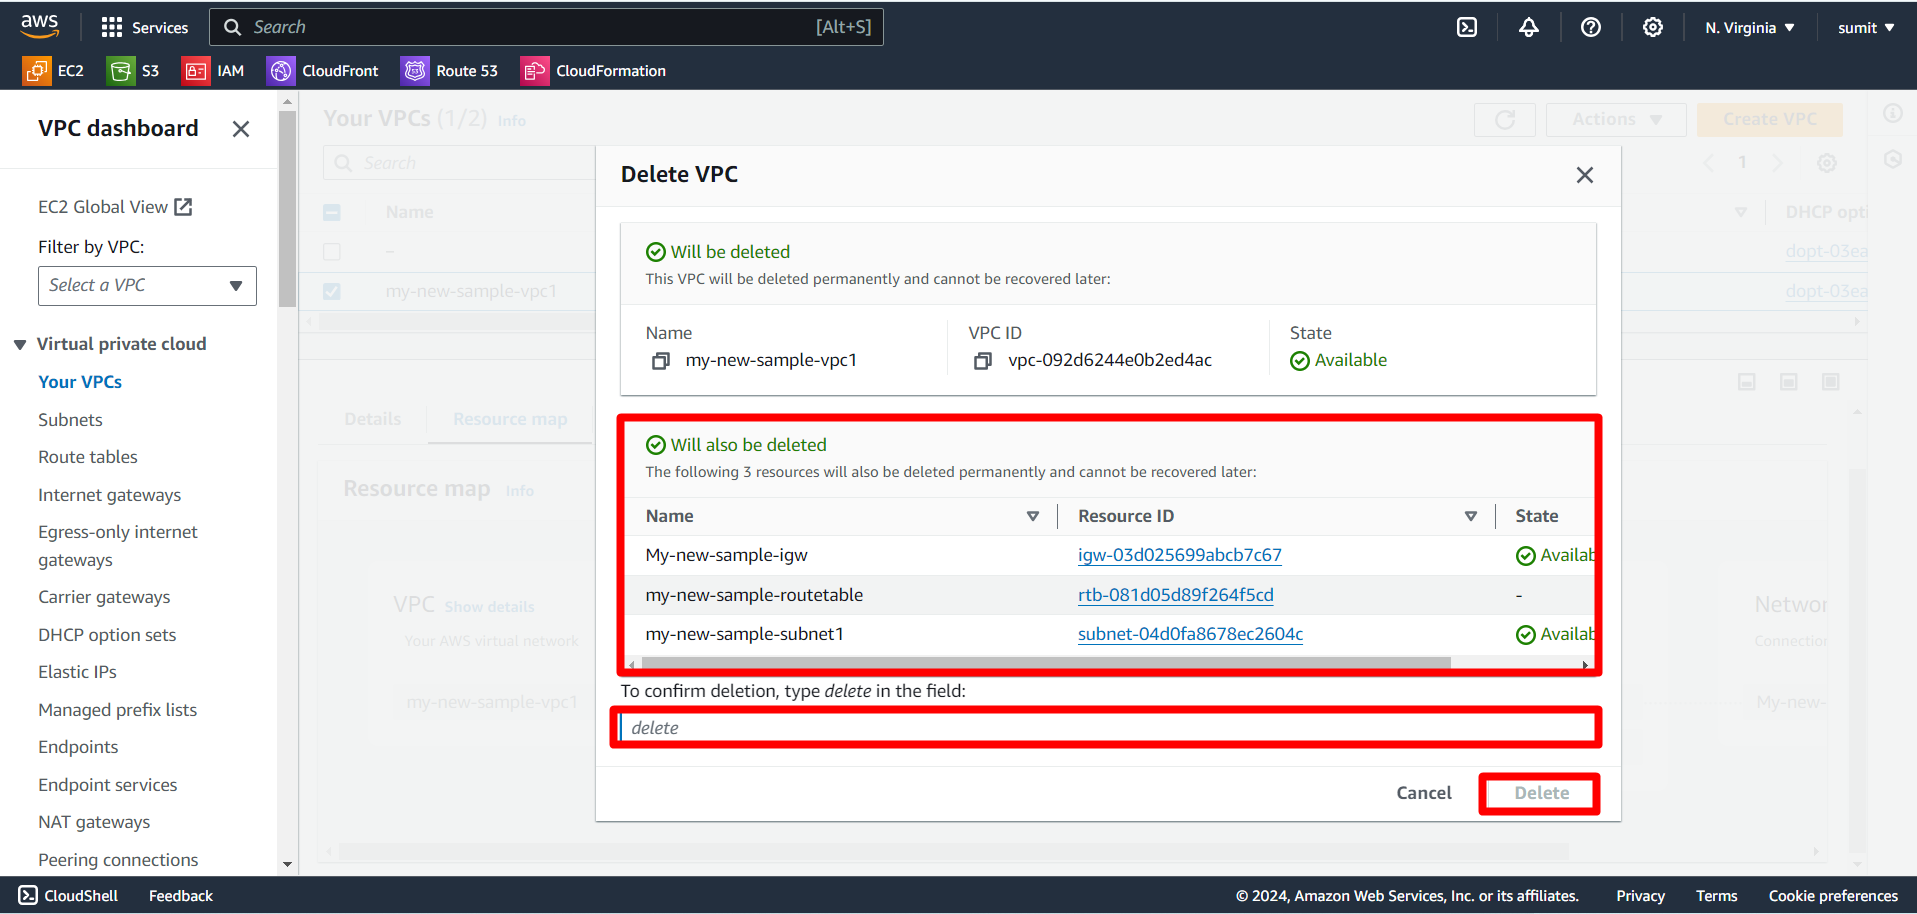 aws
Services
Search
[Alt+S]
N. Virginia
sumit
EC2
S3
IAM
CloudFront
Route 53
CloudFormation
VPC dashboard
EC2 Global View
Filter by VPC:
Select a VPC
Virtual private cloud
Your VPCs
Subnets
Route tables
Internet gateways
Egress-only internet
gateways
Carrier gateways
DHCP option sets
Elastic IPs
Managed prefix lists
Endpoints
Endpoint services
NAT gateways
Peering connections
Your VPCs (1/2) Info
Actions
Create VPC
Search
1
Name
DHCP opti
–
dopt-03ea
my-new-sample-vpc1
dopt-03ea
Details
Resource map
Resource map Info
VPC Show details
Your AWS virtual network
my-new-sample-vpc1
Networ
Connection
My-new-
Delete VPC
Will be deleted
This VPC will be deleted permanently and cannot be recovered later:
Name
my-new-sample-vpc1
VPC ID
vpc-092d6244e0b2ed4ac
State
Available
Will also be deleted
The following 3 resources will also be deleted permanently and cannot be recovered later:
Name
Resource ID
State
My-new-sample-igw
igw-03d025699abcb7c67
Availab
my-new-sample-routetable
rtb-081d05d89f264f5cd
-
my-new-sample-subnet1
subnet-04d0fa8678ec2604c
Availab
To confirm deletion, type delete in the field:
delete
Cancel
Delete
CloudShell
Feedback
© 2024, Amazon Web Services, Inc. or its affiliates.
Privacy
Terms
Cookie preferences